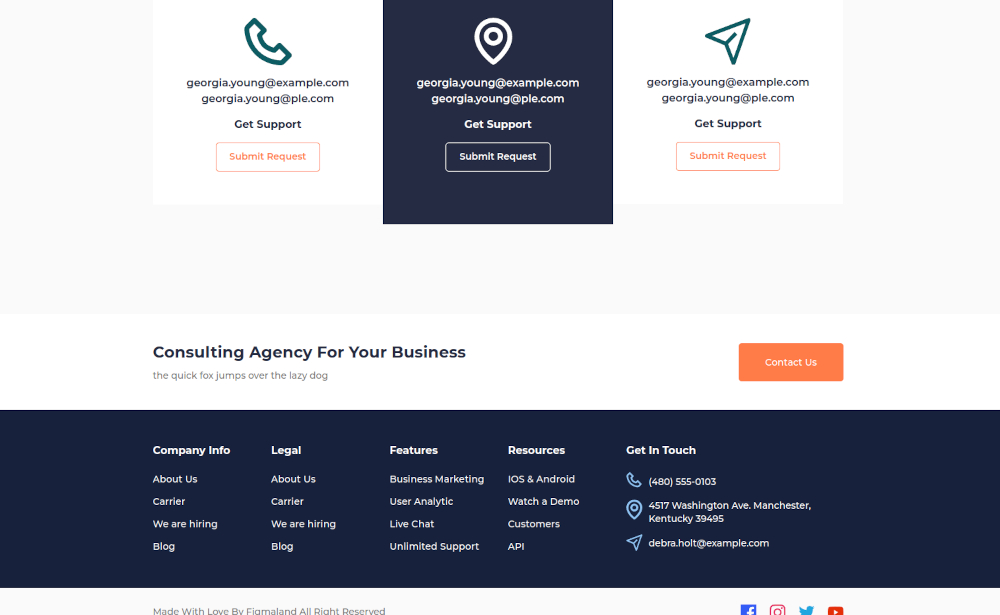 georgia.young@example.com
georgia.young@ple.com
Get Support
Submit Request
georgia.young@example.com
georgia.young@ple.com
Get Support
Submit Request
georgia.young@example.com
georgia.young@ple.com
Get Support
Submit Request
Consulting Agency For Your Business
the quick fox jumps over the lazy dog
Contact Us
Company Info
About Us
Carrier
We are hiring
Blog
Legal
About Us
Carrier
We are hiring
Blog
Features
Business Marketing
User Analytic
Live Chat
Unlimited Support
Resources
IOS & Android
Watch a Demo
Customers
API
Get In Touch
(480) 555-0103
4517 Washington Ave. Manchester,
Kentucky 39495
debra.holt@example.com
Made With Love By Figmaland All Right Reserved